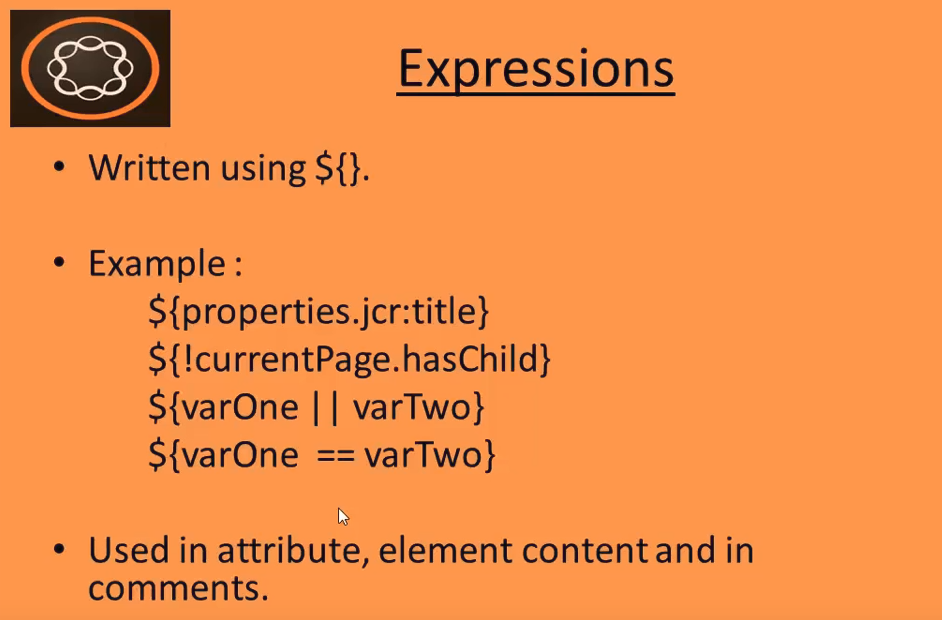 Expressions
• Written using ${}.
• Example :
${properties.jcr:title}
${!currentPage.hasChild}
${varOne || varTwo}
${varOne == varTwo}
• Used in attribute, element content and in
comments.